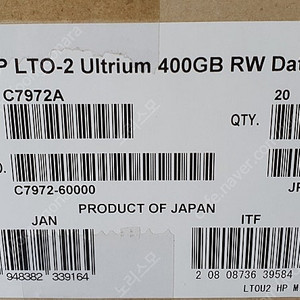 P LTO-2 Ultrium 400GB RW Dat
C7972A
20
QTY.
C7972-60000
PRODUCT OF JAPAN
JAN
ITF
948382 339164
2 08 08736 39584
LTOU2 HP M